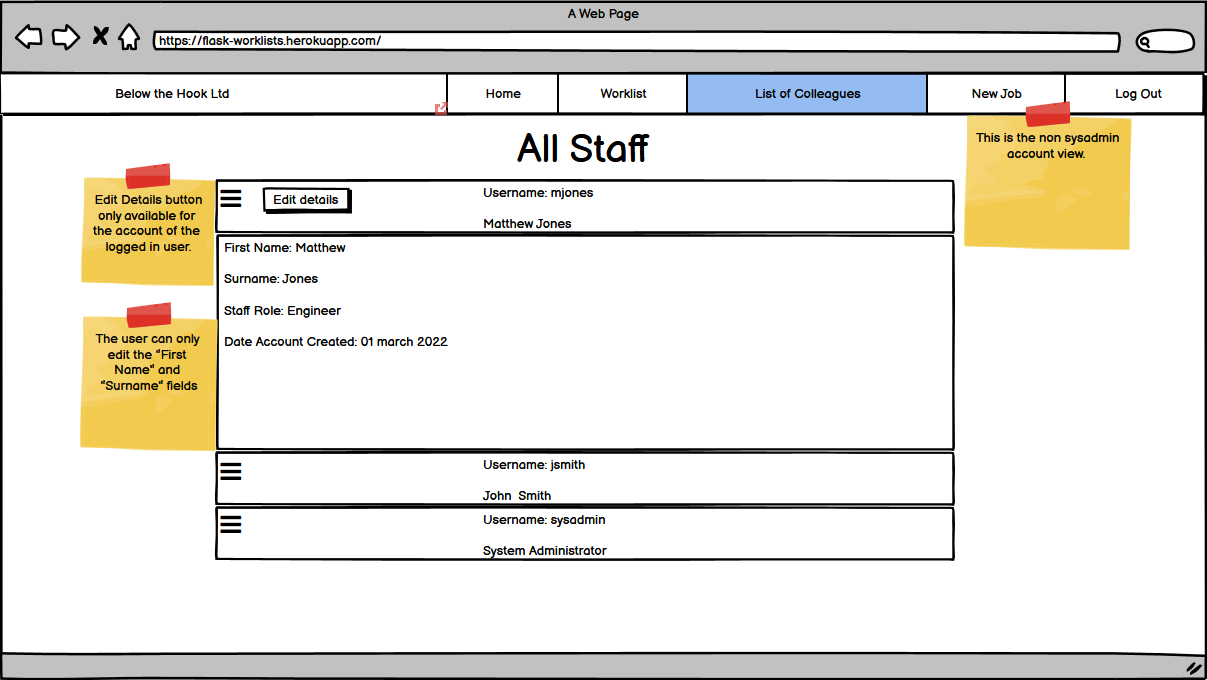 A Web Page
https://flask-worklists.herokuapp.com/
Below the Hook Ltd
Home
Worklist
List of Colleagues
New Job
Log Out
All Staff
This is the non sysadmin
account view.
Edit Details button
only available for
the account of the
logged in user.
Edit details
Username: mjones
Matthew Jones
First Name: Matthew
Surname: Jones
Staff Role: Engineer
Date Account Created: 01 march 2022
The user can only
edit the "First
Name" and
"Surname" fields
Username: jsmith
John  Smith
Username: sysadmin
System Administrator